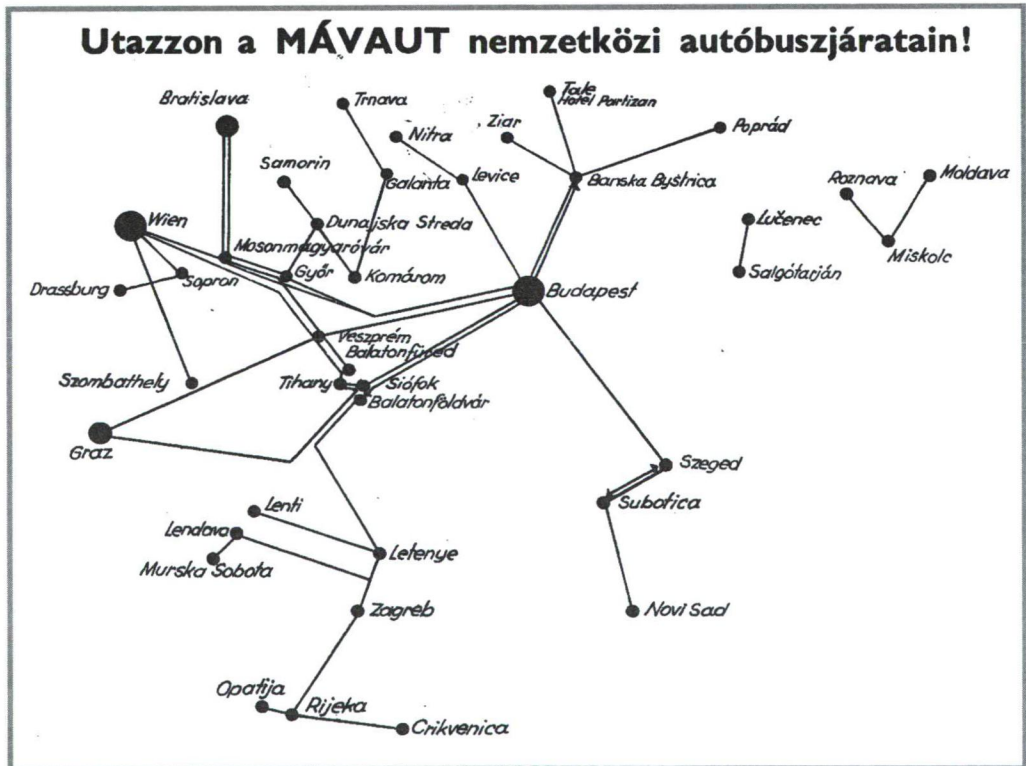 Utazzon a MÁVAUT nemzetközi autóbuszjáratain!
Bratislava
Trnava
Tale
Hotel Partizan
Nitra
Ziar
Poprád
Samorin
Galanta
Levice
Banska Byštrica
Roznava
Moldava
Wien
Dunajska Streda
Lučenec
Mosonmagyaróvár
Miskolc
Drassburg
Sopron
Győr
Komárom
Salgótarján
Budapest
Veszprém
Balatonfüred
Szombathely
Tihany
Siófok
Balatonföldvár
Graz
Szeged
Subotica
Lenti
Lendava
Letenye
Murska Sobota
Zagreb
Novi Sad
Opatija
Rijeka
Crikvenica